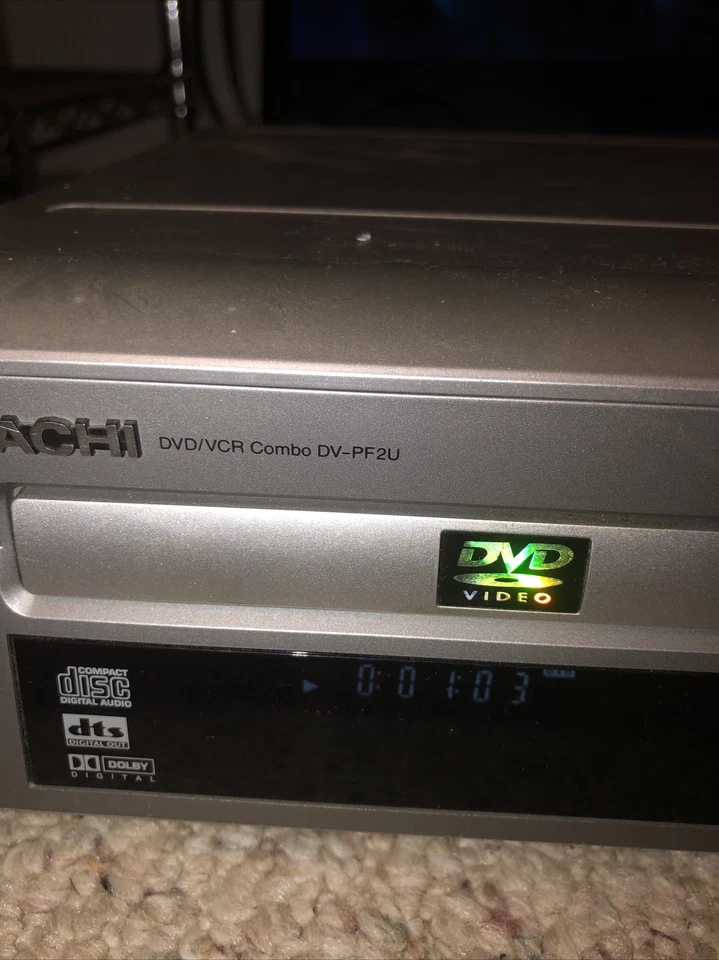 ACHI
DVD/VCR Combo DV-PF2U
DVD
VIDEO
COMPACT
disc
DIGITAL AUDIO
dts
DIGITAL OUT
DOLBY
DIGITAL
0:01:03